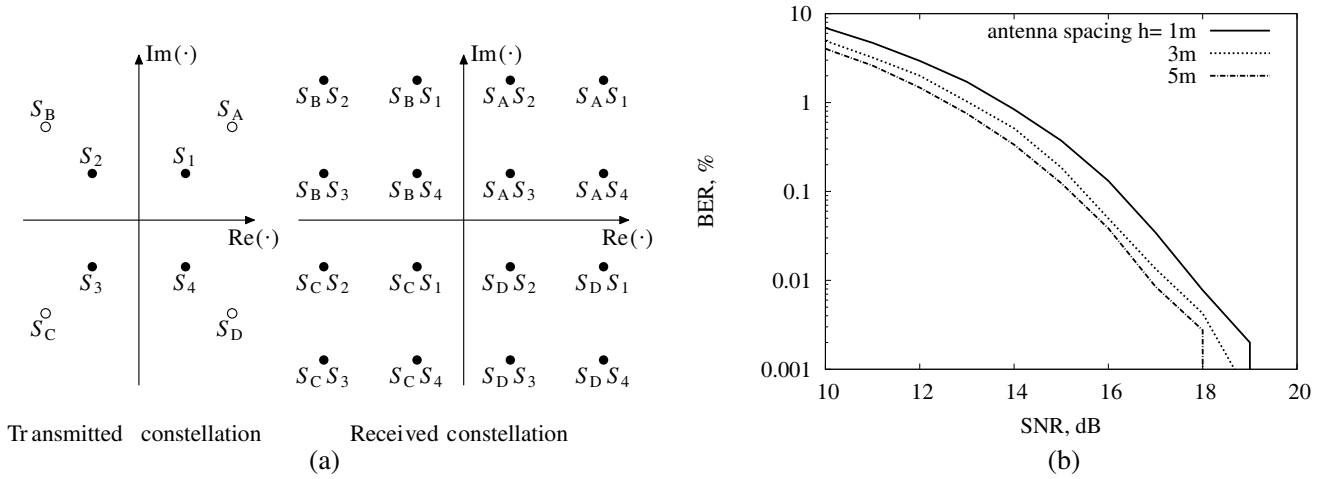 Im(·)
S_B
S_A
S_2
S_1
Re(·)
S_3
S_4
S_C
S_D
Transmitted constellation
Im(·)
S_B S_2
S_B S_1
S_A S_2
S_A S_1
S_B S_3
S_B S_4
S_A S_3
S_A S_4
Re(·)
S_C S_2
S_C S_1
S_D S_2
S_D S_1
S_C S_3
S_C S_4
S_D S_3
S_D S_4
Received constellation
(a)
BER, %
10
1
0.1
0.01
0.001
antenna spacing h= 1m
3m
5m
10 12 14 16 18 20
SNR, dB
(b)